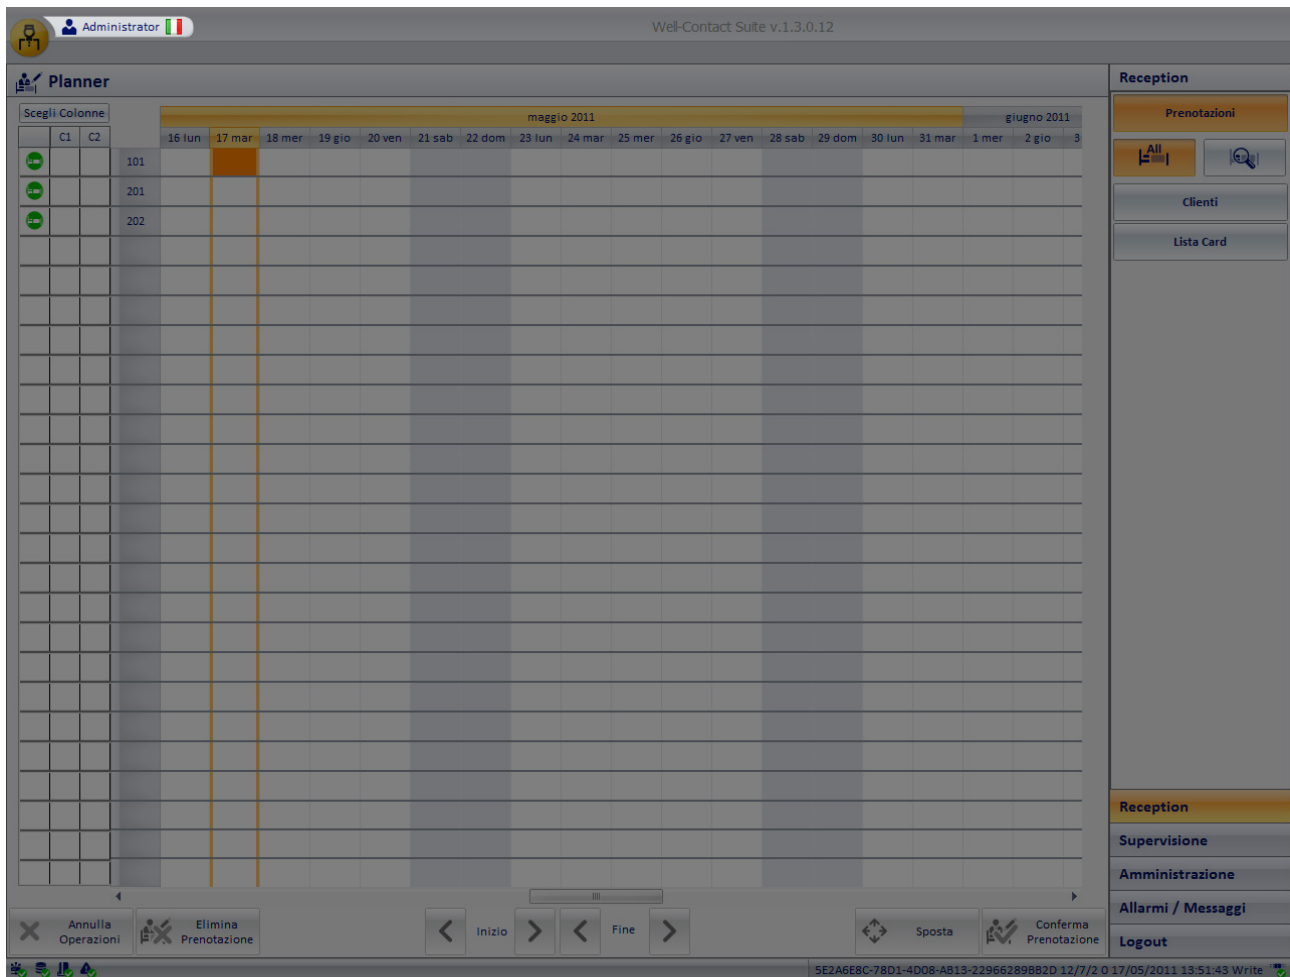 Administrator
Well-Contact Suite v.1.3.0.12
Planner
Reception
Scegli Colonne
maggio 2011
giugno 2011
Prenotazioni
C1 C2
16 lun 17 mar 18 mer 19 gio 20 ven 21 sab 22 dom 23 lun 24 mar 25 mer 26 gio 27 ven 28 sab 29 dom 30 lun 31 mar 1 mer 2 gio 3
All
101
201
202
Clienti
Lista Card
Reception
Supervisione
Amministrazione
Allarmi / Messaggi
Logout
Annulla
Operazioni
Elimina
Prenotazione
Inizio
Fine
Sposta
Conferma
Prenotazione
5E2A6E8C-78D1-4D08-AB13-22966289BB2D 12/7/2 0 17/05/2011 13:51:43 Write